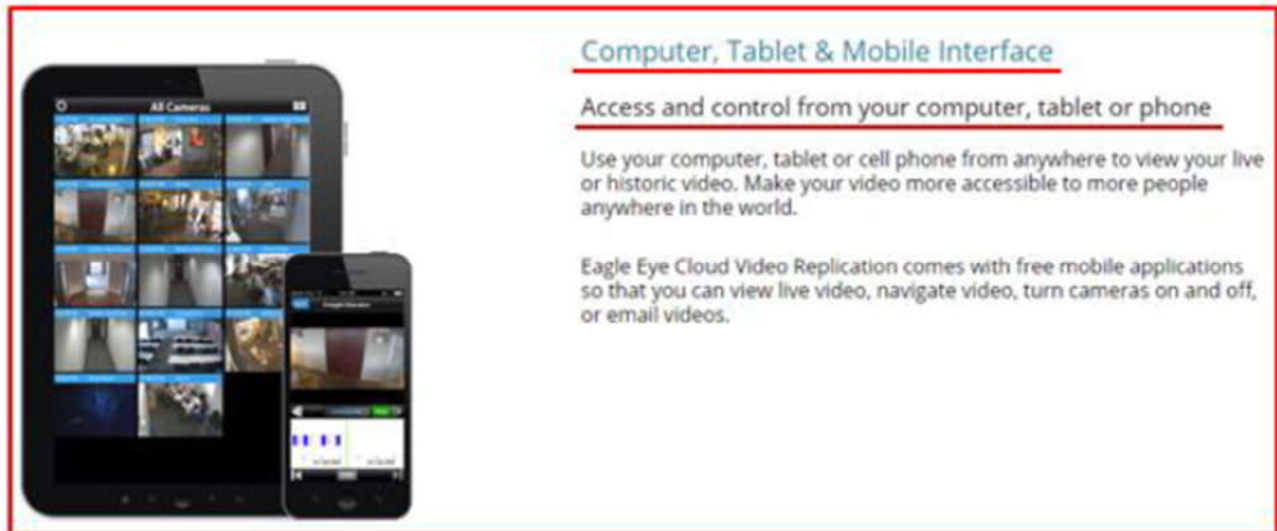 Computer, Tablet & Mobile Interface
Access and control from your computer, tablet or phone
Use your computer, tablet or cell phone from anywhere to view your live
or historic video. Make your video more accessible to more people
anywhere in the world.
Eagle Eye Cloud Video Replication comes with free mobile applications
so that you can view live video, navigate video, turn cameras on and off,
or email videos.
All Cameras